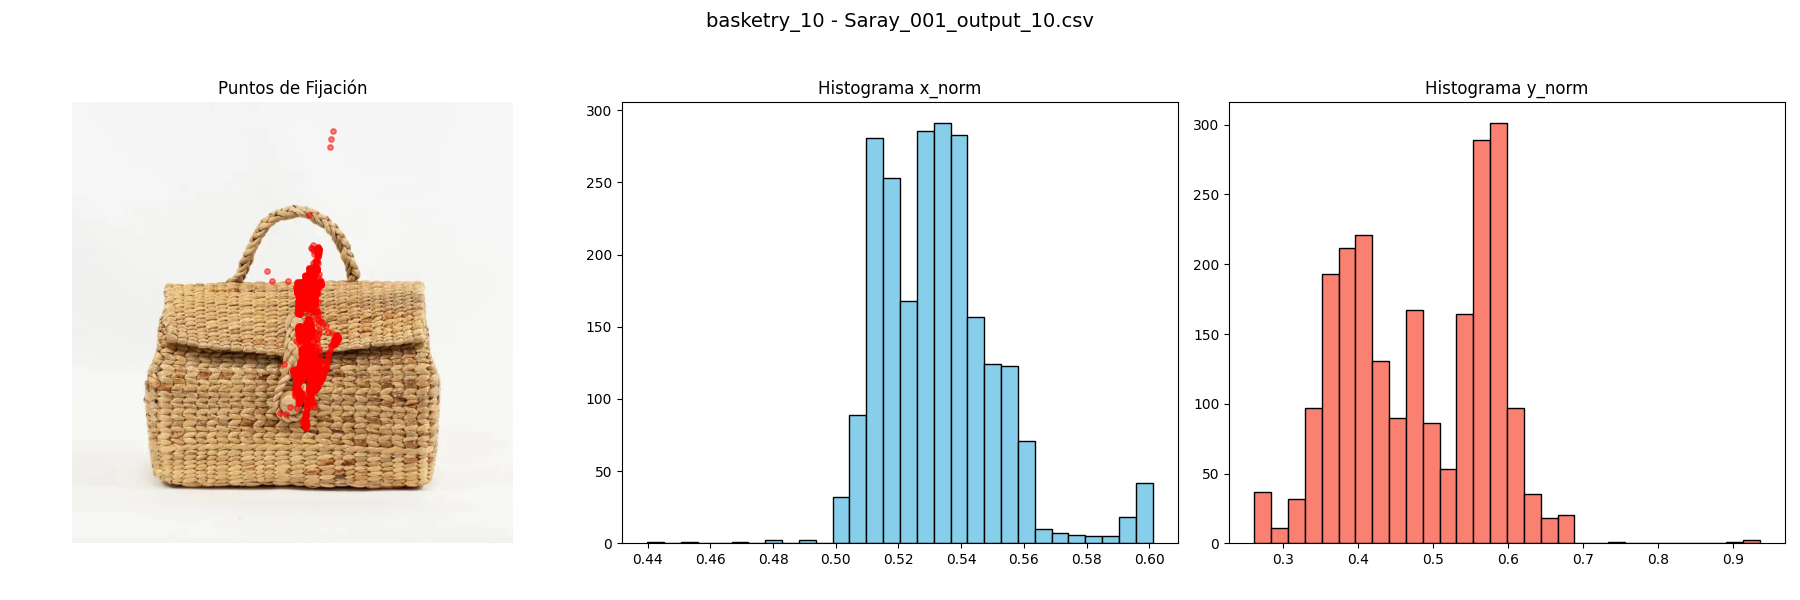 basketry_10 - Saray_001_output_10.csv
Puntos de Fijación
Histograma x_norm
Histograma y_norm
300
250
200
150
100
50
0
0.44 0.46 0.48 0.50 0.52 0.54 0.56 0.58 0.60
300
250
200
150
100
50
0
0.3 0.4 0.5 0.6 0.7 0.8 0.9